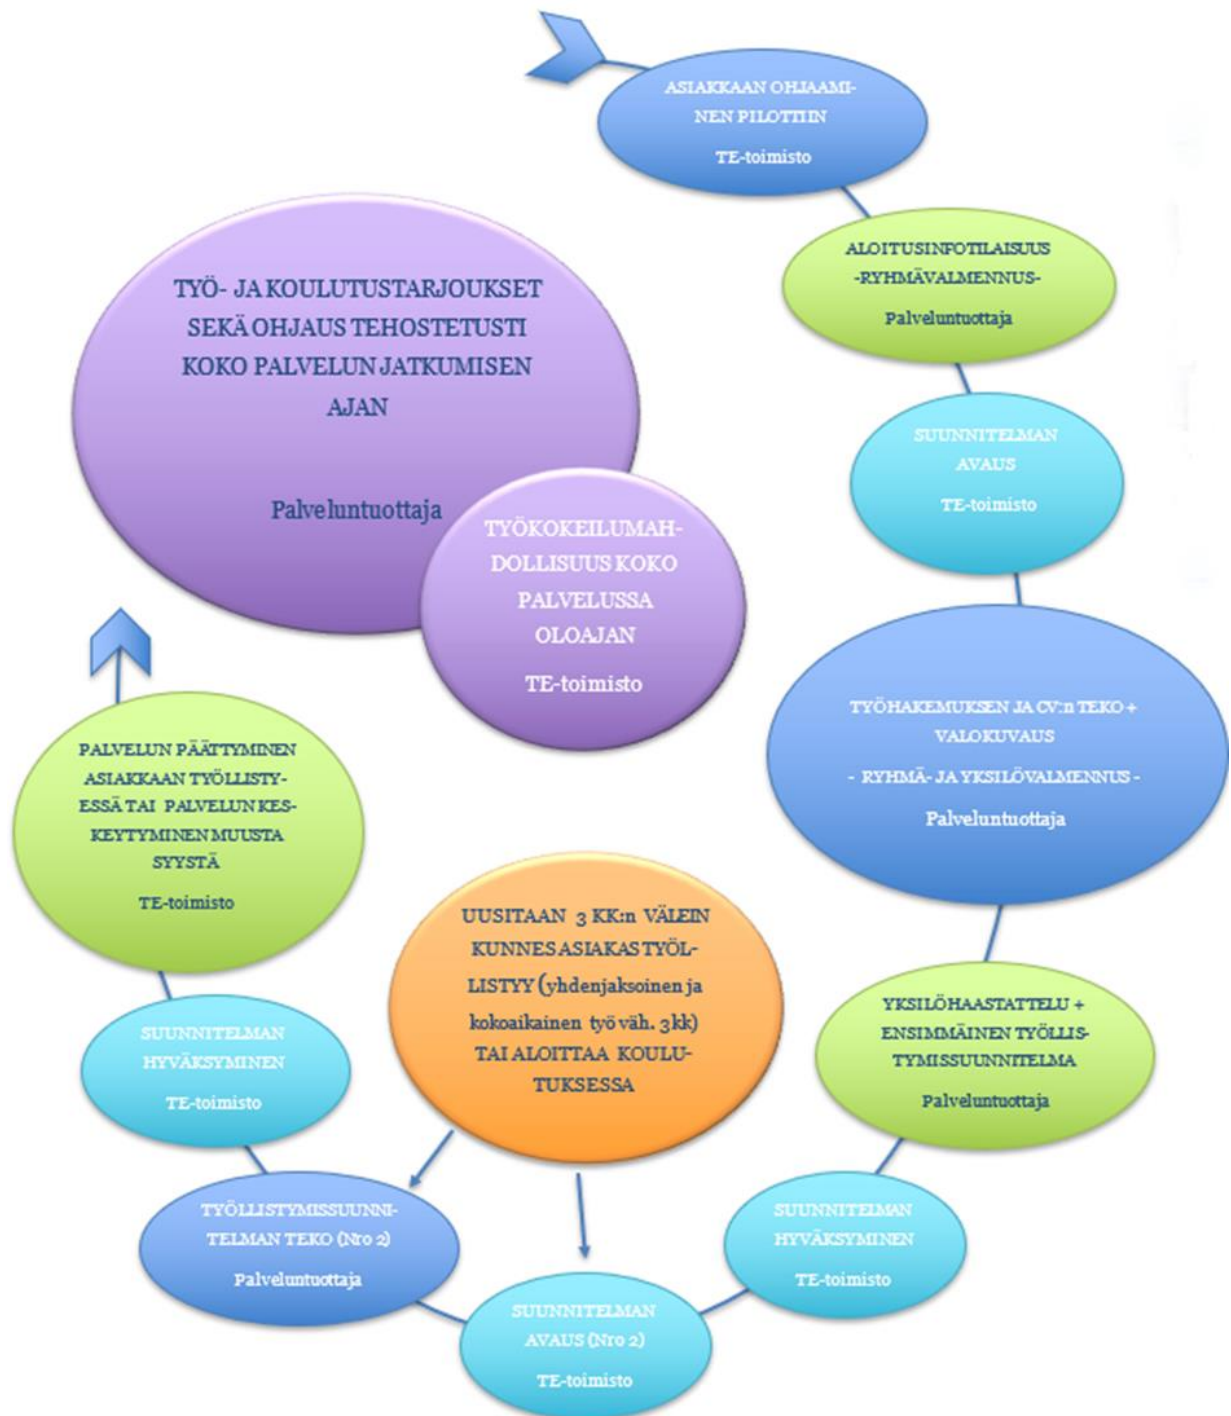 ASIAKKAAN OHJAAMI-
NEN PILOTTIIN
TE-toimisto
ALOITUSINFOTILAISUUS
-RYHMÄVALMENNUS-
Palveluntuottaja
SUUNNITELMAN
AVAUS
TE-toimisto
TYÖHAKEMUKSEN JA CV:n TEKO +
VALOKUVAUS
- RYHMÄ- JA YKSILÖVALMENNUS -
Palveluntuottaja
YKSILÖHAASTATTELU +
ENSIMMÄINEN TYÖLLIS-
TYMISSUUNNITELMA
Palveluntuottaja
SUUNNITELMAN
HYVÄKSYMINEN
TE-toimisto
SUUNNITELMAN
AVAUS (Nro 2)
TE-toimisto
TYÖLLISTYMISSUUNNI-
TELMAN TEKO (Nro 2)
Palveluntuottaja
SUUNNITELMAN
HYVÄKSYMINEN
TE-toimisto
PALVELUN PÄÄTTYMINEN
ASIAKKAAN TYÖLLISTY-
ESSÄ TAI PALVELUN KES-
KEYTYMINEN MUUSTA
SYYSTÄ
TE-toimisto
UUSITAAN 3 KK:n VÄLEIN
KUNNES ASIAKAS TYÖL-
LISTYY (yhdenjaksoinen ja
kokoaikainen työ väh. 3kk)
TAI ALOITTAA KOULU-
TUKSESSA
TYÖ- JA KOULUTUSTARJOUKSET
SEKÄ OHJAUS TEHOSTETUSTI
KOKO PALVELUN JATKUMISEN
AJAN
Palveluntuottaja
TYÖKOKEILUMAH-
DOLLISUUS KOKO
PALVELUSSA
OLOAJAN
TE-toimisto